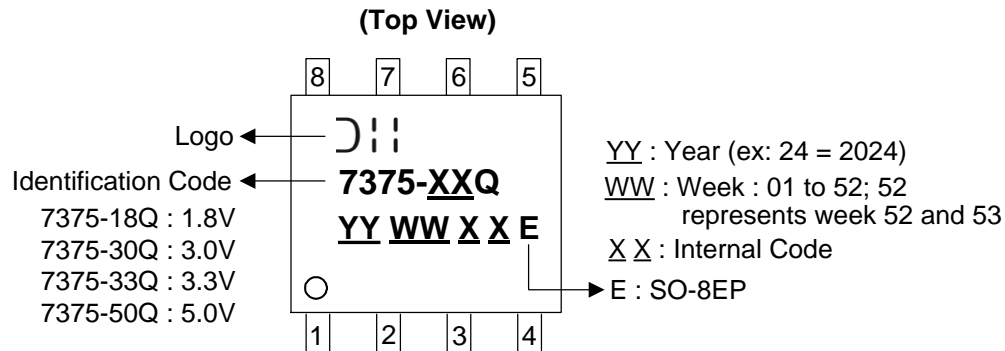 (Top View)
8 7 6 5
Logo
7375-XXQ
YY WW X X E
Identification Code
7375-18Q : 1.8V
7375-30Q : 3.0V
7375-33Q : 3.3V
7375-50Q : 5.0V
YY : Year (ex: 24 = 2024)
WW : Week : 01 to 52; 52
represents week 52 and 53
X X : Internal Code
E : SO-8EP
1 2 3 4